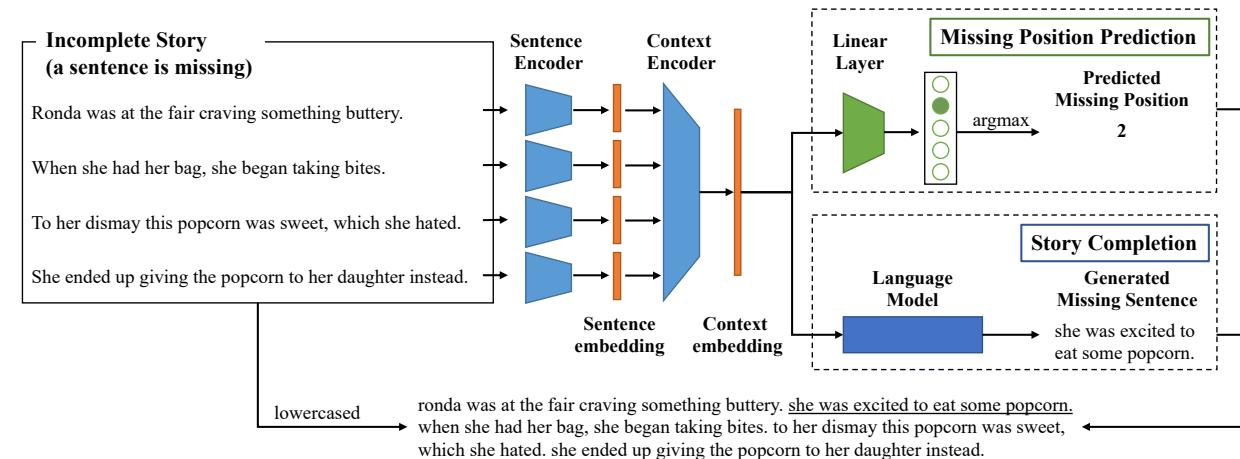 Incomplete Story
(a sentence is missing)
Ronda was at the fair craving something buttery.
When she had her bag, she began taking bites.
To her dismay this popcorn was sweet, which she hated.
She ended up giving the popcorn to her daughter instead.
Sentence
Encoder
Context
Encoder
Sentence
embedding
Context
embedding
Missing Position Prediction
Linear
Layer
argmax
Predicted
Missing Position
2
Story Completion
Language
Model
Generated
Missing Sentence
she was excited to
eat some popcorn.
lowercased
ronda was at the fair craving something buttery. she was excited to eat some popcorn.
when she had her bag, she began taking bites. to her dismay this popcorn was sweet,
which she hated. she ended up giving the popcorn to her daughter instead.